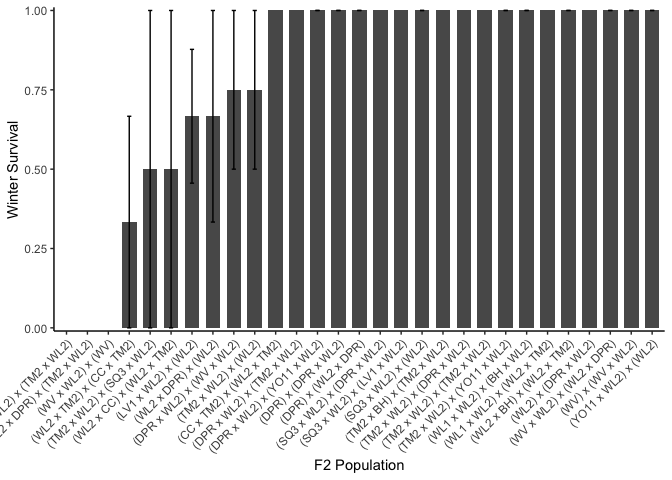 1.00
0.75
0.50
0.25
0.00
Winter Survival
WL2) x (TM2 x WL2)
x DPR) x (TM2 x WL2)
(WV x WL2) x (WV)
(WL2 x TM2) x (CC x TM2)
(TM2 x WL2) x (SQ3 x WL2)
(WL2 x CC) x (WL2 x TM2)
(LV1 x WL2) x (WL2)
(WL2 x DPR) x (WL2)
(DPR x WL2) x (WV x WL2)
(TM2 x WL2) x (WL2)
(CC x TM2) x (WL2 x TM2)
(DPR x WL2) x (TM2 x WL2)
(DPR x WL2) x (YO11 x WL2)
(DPR) x (DPR x WL2)
(DPR) x (WL2 x DPR)
(SQ3 x WL2) x (DPR x WL2)
(SQ3 x WL2) x (LV1 x WL2)
(SQ3 x WL2) x (WL2)
(TM2 x BH) x (TM2 x WL2)
(TM2 x WL2) x (DPR x WL2)
(TM2 x WL2) x (TM2 x WL2)
(TM2 x WL2) x (YO11 x WL2)
(WL1 x WL2) x (BH x WL2)
(WL1 x WL2) x (WL2 x TM2)
(WL2 x BH) x (WL2 x TM2)
(WL2) x (DPR x WL2)
(WV x WL2) x (WL2 x DPR)
(WV) x (WV x WL2)
(YO11 x WL2) x (WL2)
F2 Population